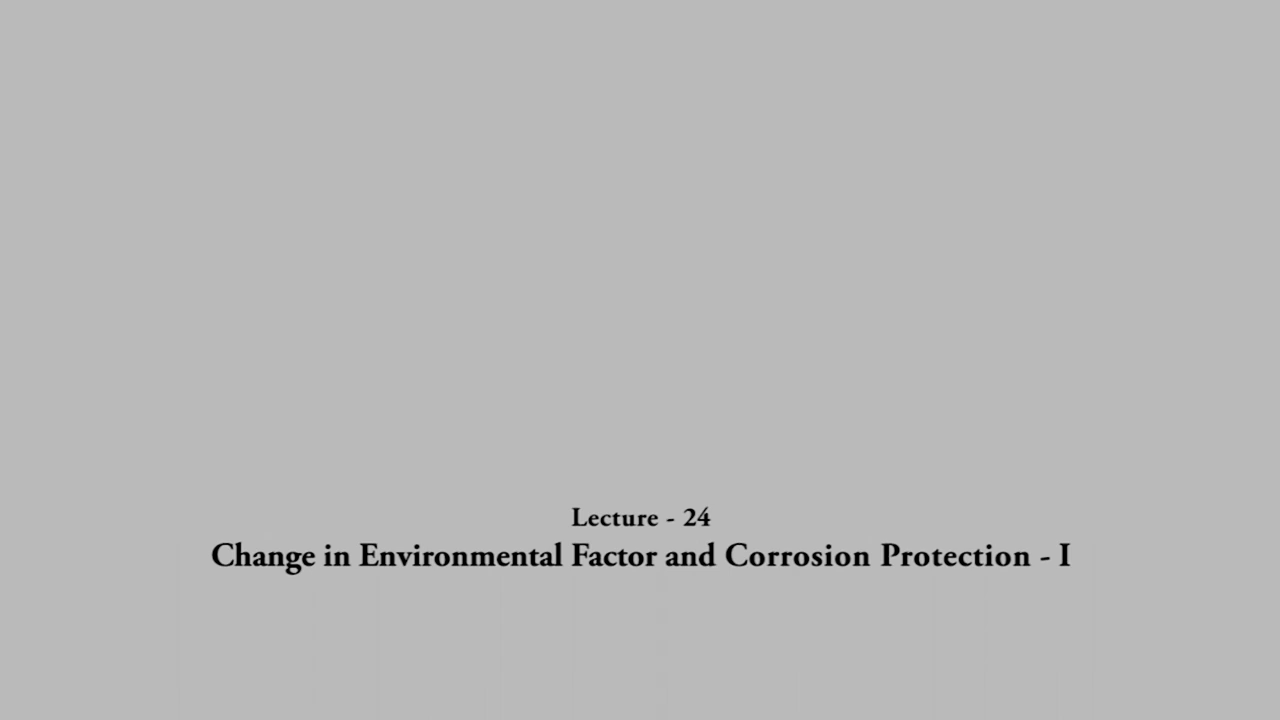 Lecture - 24
Change in Environmental Factor and Corrosion Protection - I